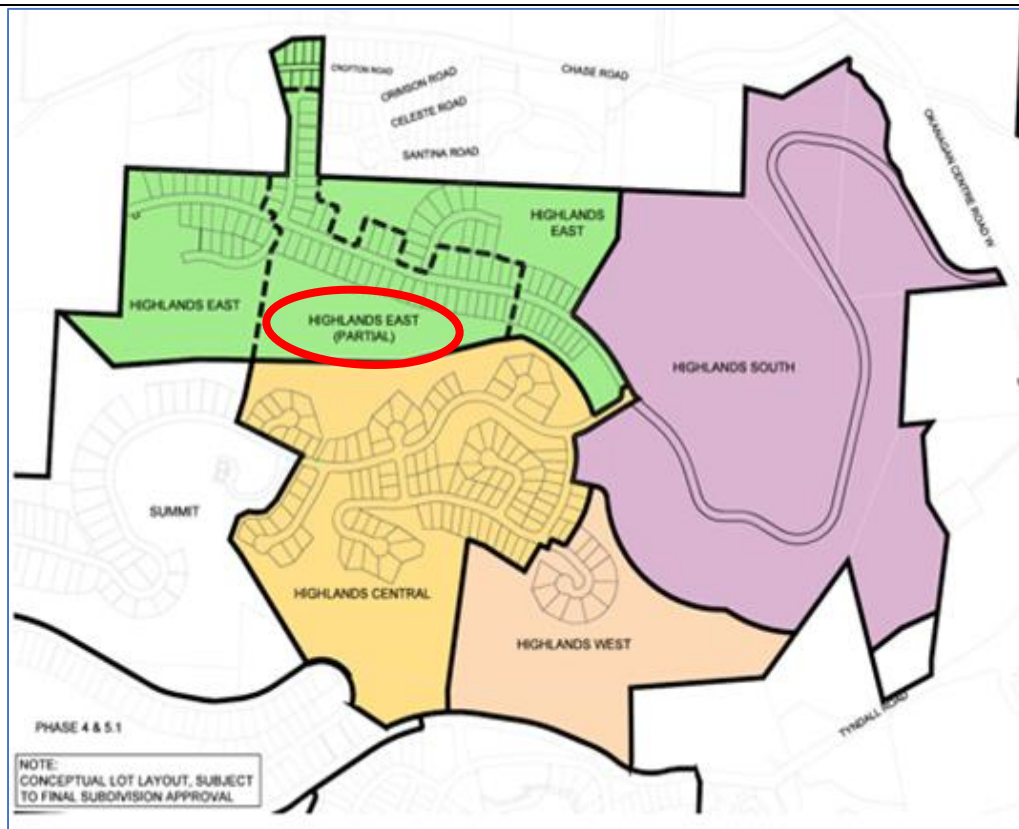 CROFTON ROAD
CRIMSON ROAD
CHASE ROAD
CELESTE ROAD
SANTINA ROAD
OKANAGAN CENTRE ROAD W
HIGHLANDS
EAST
HIGHLANDS EAST
HIGHLANDS EAST
(PARTIAL)
HIGHLANDS SOUTH
SUMMIT
HIGHLANDS CENTRAL
HIGHLANDS WEST
TYNDALL ROAD
PHASE 4 & 5.1
NOTE:
CONCEPTUAL LOT LAYOUT, SUBJECT
TO FINAL SUBDIVISION APPROVAL